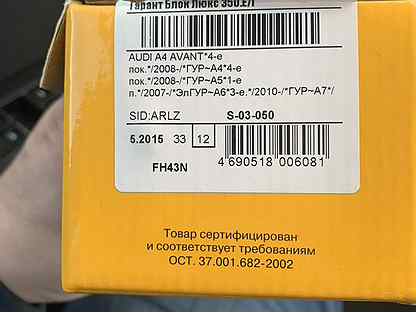 Гарант Блок Люкс 350.E/f
AUDI A4 AVANT*4-е
пок.*/2008-/*ГУР~A4*4-е
пок.*/2008-/*ГУР~A5*1-е
п.*/2007-/*ЭлГУР~A6*3-е.*/2010-/*ГУР~A7*/
SID:ARLZ S-03-050
5.2015 33 12
FH43N 4 690518 006081
Товар сертифицирован
и соответствует требованиям
ОСТ. 37.001.682-2002